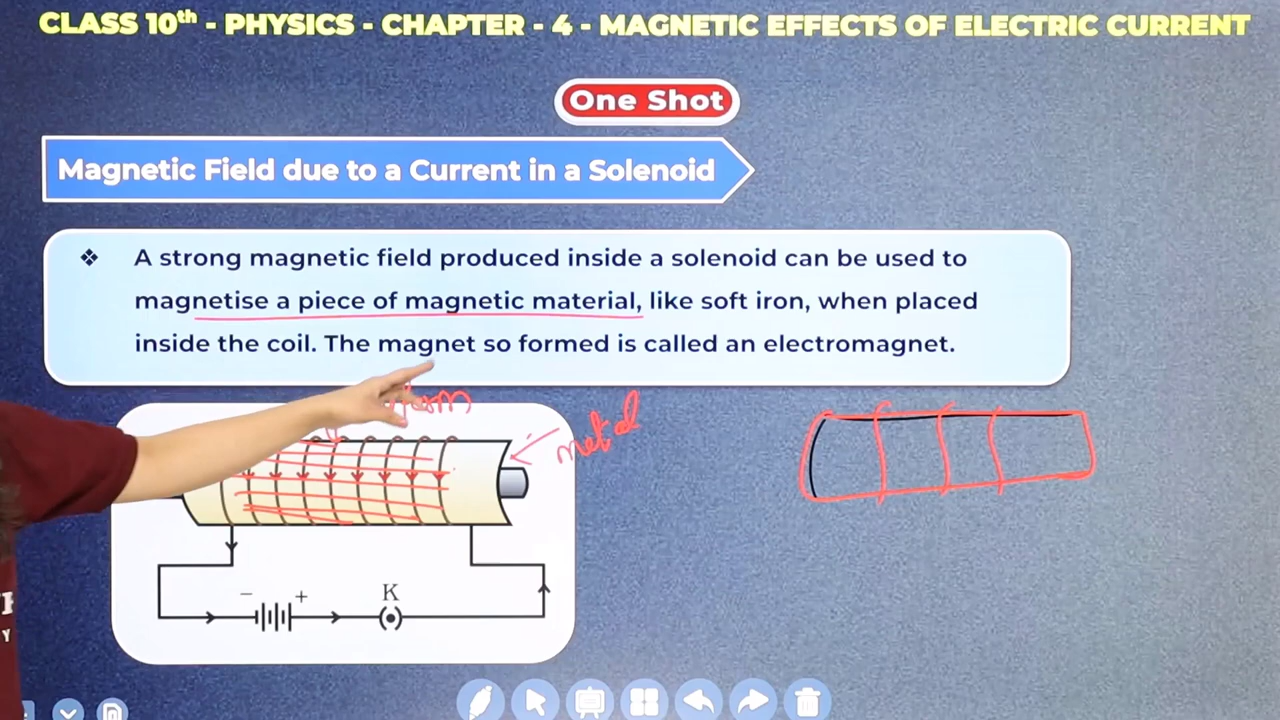 CLASS 10th - PHYSICS - CHAPTER - 4 - MAGNETIC EFFECTS OF ELECTRIC CURRENT
One Shot
Magnetic Field due to a Current in a Solenoid
❖ A strong magnetic field produced inside a solenoid can be used to
magnetise a piece of magnetic material, like soft iron, when placed
inside the coil. The magnet so formed is called an electromagnet.
metal
− + K